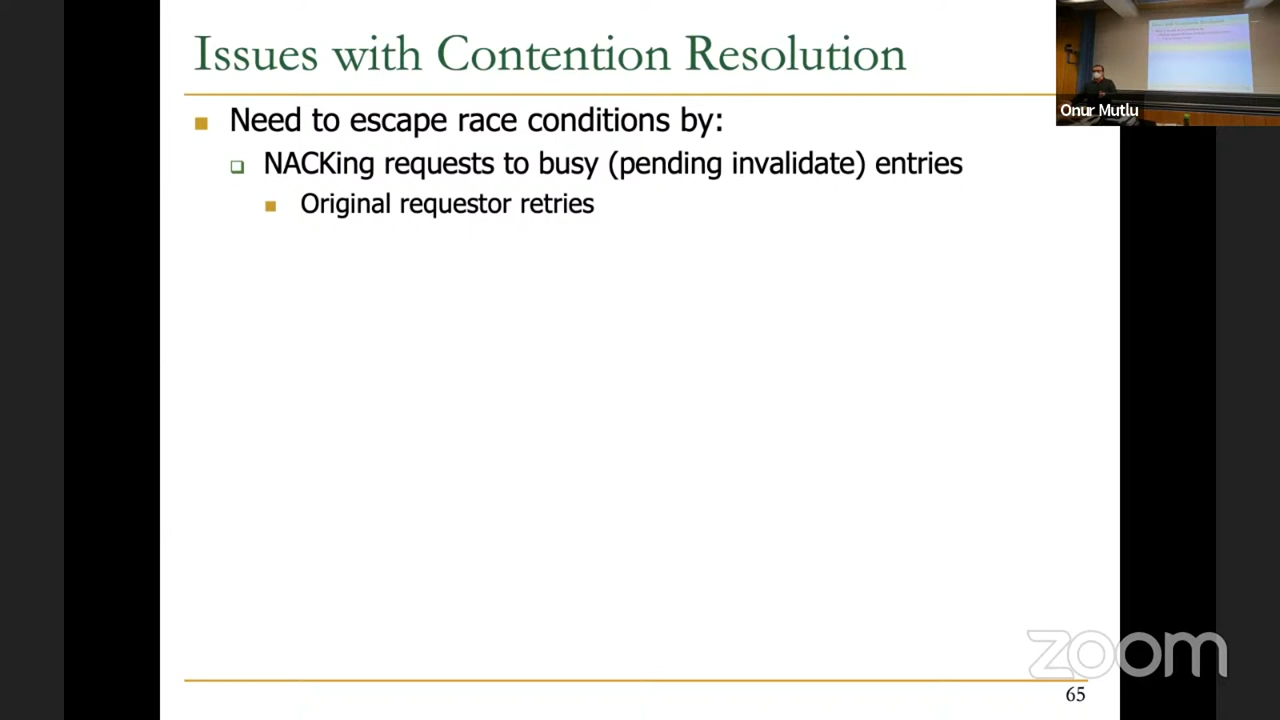 Issues with Contention Resolution
Need to escape race conditions by:
NACKing requests to busy (pending invalidate) entries
Original requestor retries
Onur Mutlu
zoom
65